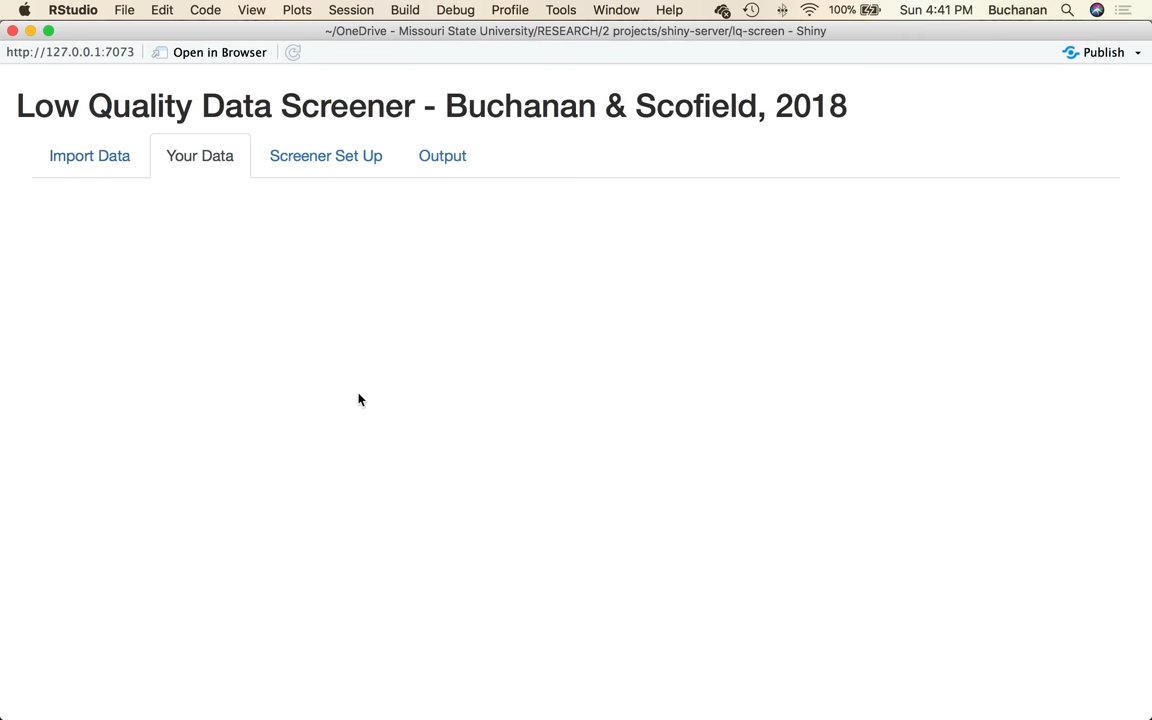 RStudio File Edit Code View Plots Session Build Debug Profile Tools Window Help 100% Sun 4:41 PM Buchanan
~/OneDrive - Missouri State University/RESEARCH/2 projects/shiny-server/lq-screen - Shiny
http://127.0.0.1:7073 Open in Browser Publish
Low Quality Data Screener - Buchanan & Scofield, 2018
Import Data Your Data Screener Set Up Output